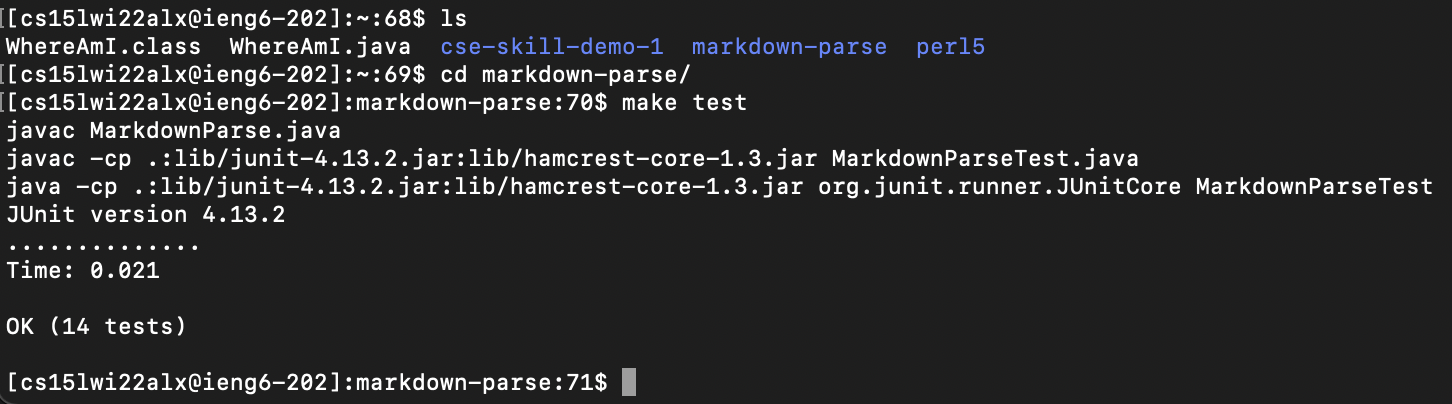 [[cs15lwi22alx@ieng6-202]:~:68$ ls
WhereAmI.class  WhereAmI.java  cse-skill-demo-1  markdown-parse  perl5
[[cs15lwi22alx@ieng6-202]:~:69$ cd markdown-parse/
[[cs15lwi22alx@ieng6-202]:markdown-parse:70$ make test
javac MarkdownParse.java
javac -cp .:lib/junit-4.13.2.jar:lib/hamcrest-core-1.3.jar MarkdownParseTest.java
java -cp .:lib/junit-4.13.2.jar:lib/hamcrest-core-1.3.jar org.junit.runner.JUnitCore MarkdownParseTest
JUnit version 4.13.2
..............
Time: 0.021
OK (14 tests)
[cs15lwi22alx@ieng6-202]:markdown-parse:71$